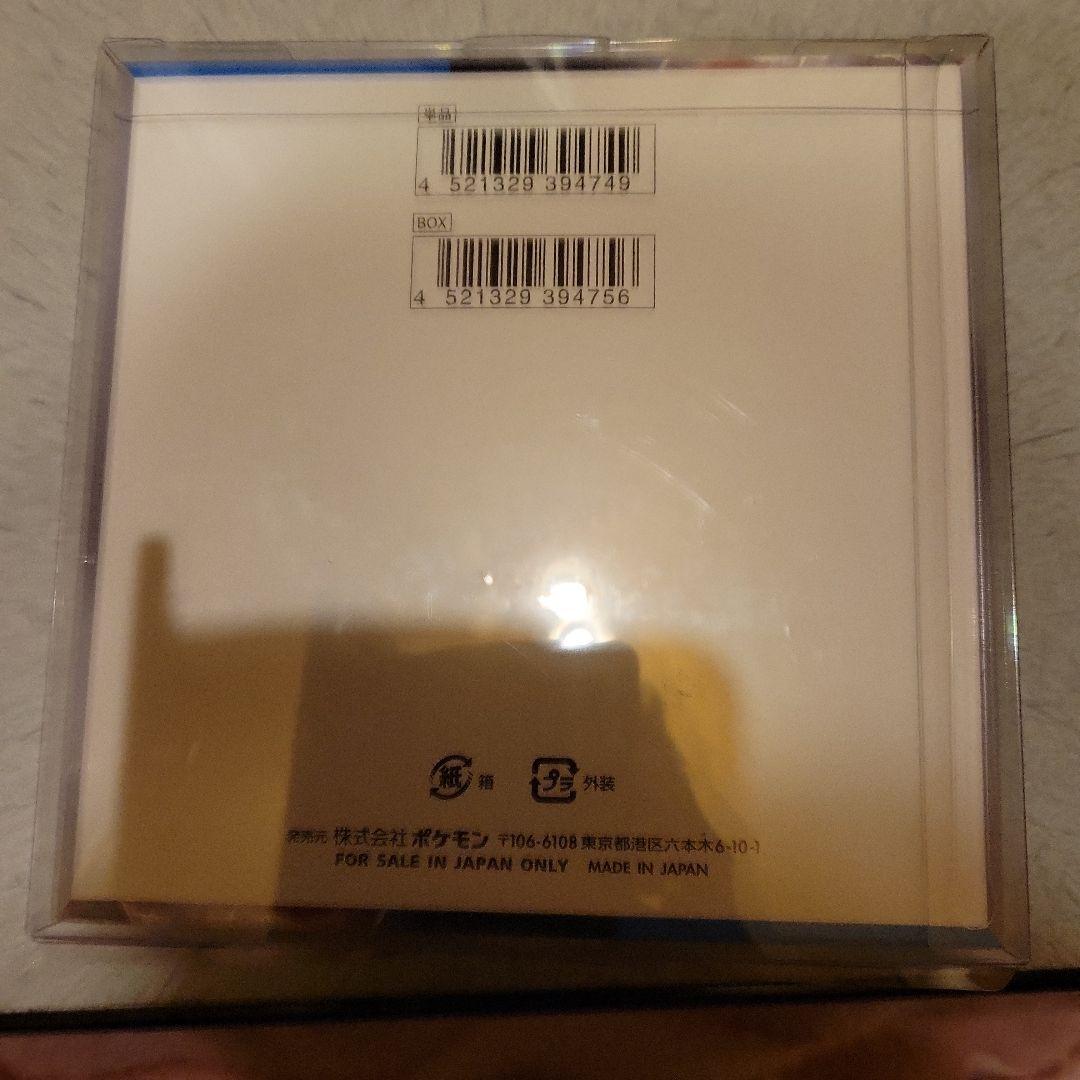 単品
4 521329 394749
BOX
4 521329 394756
紙 箱 プラ 外装
発売元 株式会社 ポケモン 〒106-6108 東京都港区六本木6-10-1
FOR SALE IN JAPAN ONLY MADE IN JAPAN